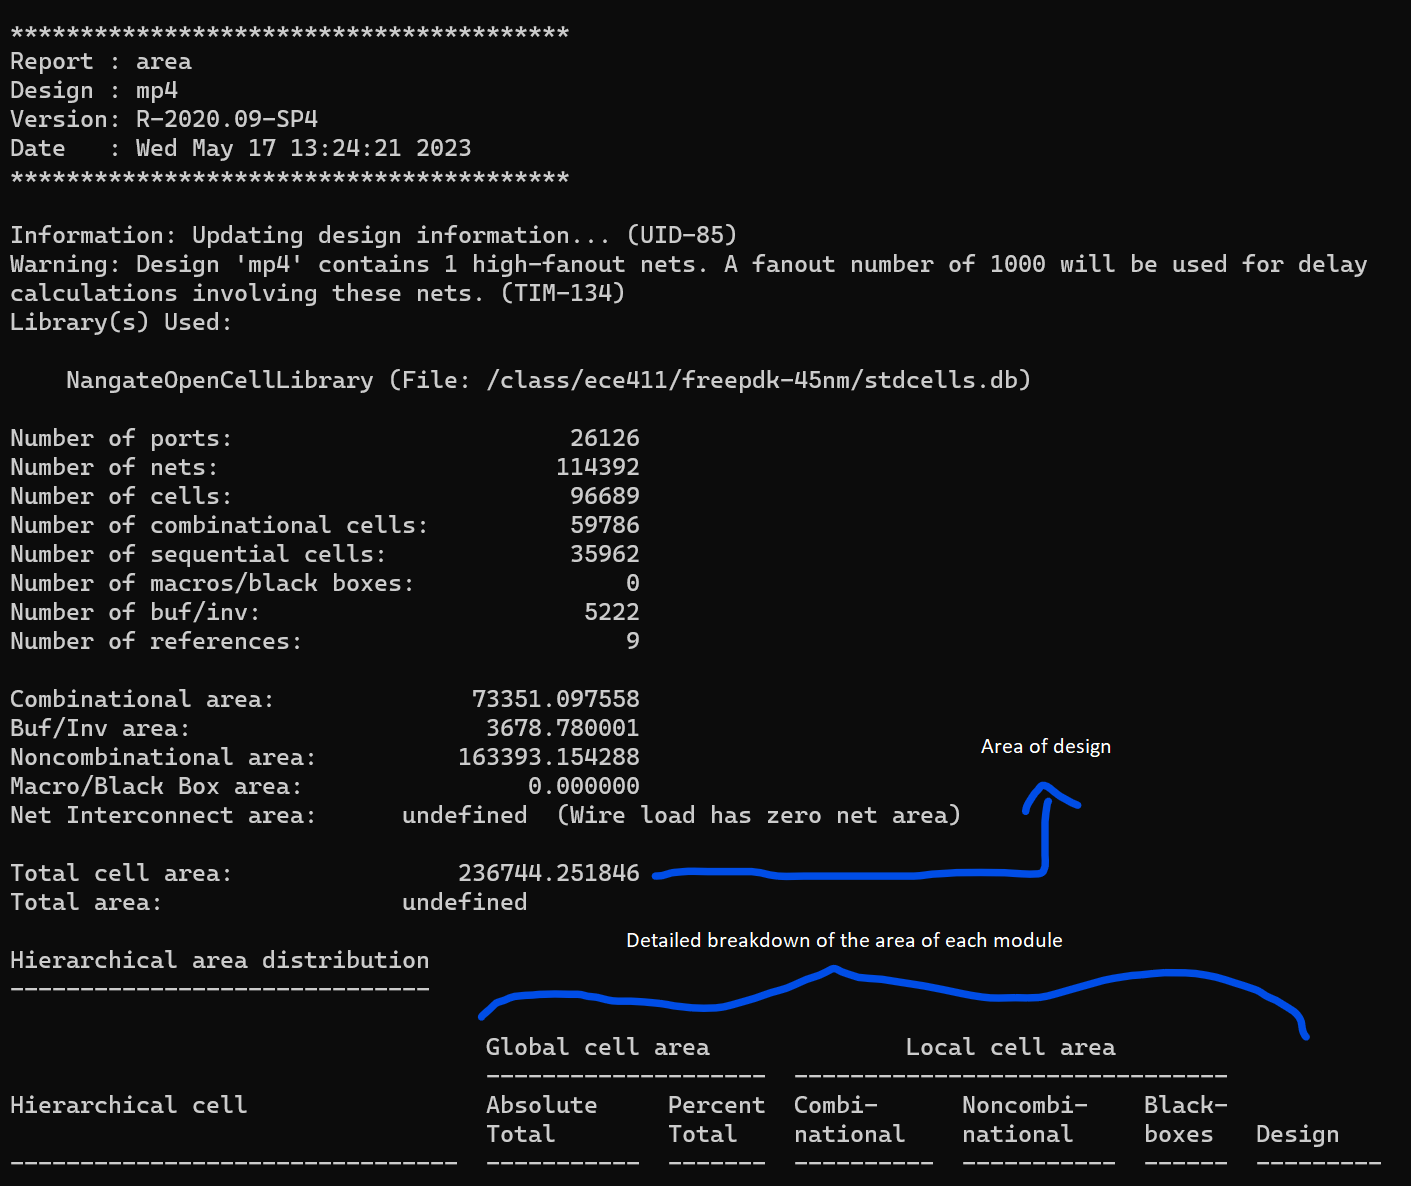 ****************************************
Report : area
Design : mp4
Version: R-2020.09-SP4
Date   : Wed May 17 13:24:21 2023
****************************************
Information: Updating design information... (UID-85)
Warning: Design 'mp4' contains 1 high-fanout nets. A fanout number of 1000 will be used for delay
calculations involving these nets. (TIM-134)
Library(s) Used:
    NangateOpenCellLibrary (File: /class/ece411/freepdk-45nm/stdcells.db)
Number of ports:                        26126
Number of nets:                        114392
Number of cells:                        96689
Number of combinational cells:          59786
Number of sequential cells:             35962
Number of macros/black boxes:               0
Number of buf/inv:                       5222
Number of references:                       9
Combinational area:              73351.097558
Buf/Inv area:                     3678.780001
Noncombinational area:          163393.154288
Area of design
Macro/Black Box area:                0.000000
Net Interconnect area:      undefined  (Wire load has zero net area)
Total cell area:                236744.251846
Total area:                 undefined
Detailed breakdown of the area of each module
Hierarchical area distribution
------------------------------
                                  Global cell area              Local cell area
                                  --------------------  -------------------------------
Hierarchical cell                 Absolute     Percent  Combi-      Noncombi-    Black-
                                  Total        Total    national    national     boxes   Design
--------------------------------  -----------  -------  ----------  -----------  ------  ---------